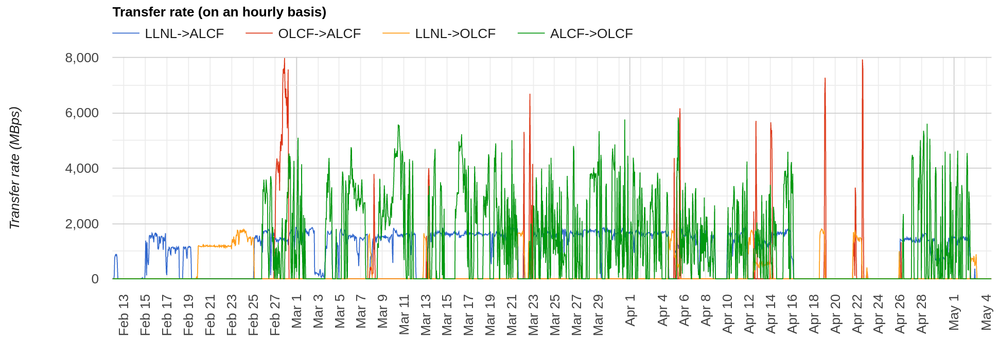 Transfer rate (on an hourly basis)
LLNL->ALCF OLCF->ALCF LLNL->OLCF ALCF->OLCF
Transfer rate (MBps)
8,000
6,000
4,000
2,000
0
Feb 13 Feb 15 Feb 17 Feb 19 Feb 21 Feb 23 Feb 25 Feb 27 Mar 1 Mar 3 Mar 5 Mar 7 Mar 9 Mar 11 Mar 13 Mar 15 Mar 17 Mar 19 Mar 21 Mar 23 Mar 25 Mar 27 Mar 29 Apr 1 Apr 4 Apr 6 Apr 8 Apr 10 Apr 12 Apr 14 Apr 16 Apr 18 Apr 20 Apr 22 Apr 24 Apr 26 Apr 28 May 1 May 4